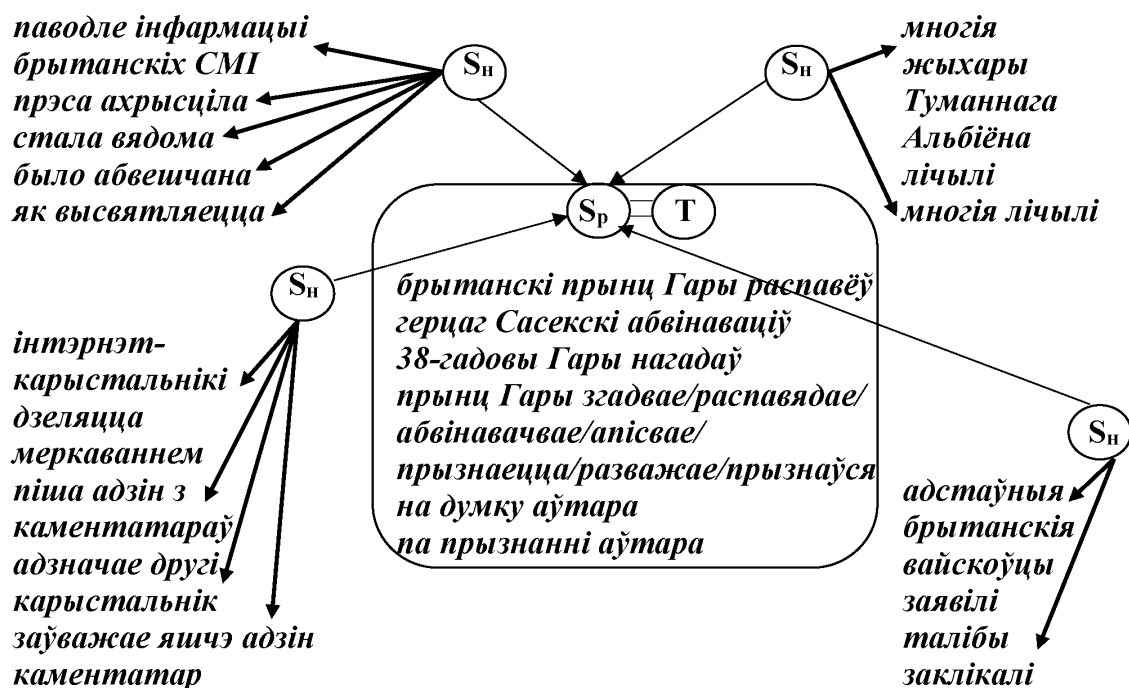 паводле інфармацыі
брытанскіх СМІ
прэса ахрысціла
стала вядома
было абвешчана
як высвятляецца
Sн
Sн
многія
жыхары
Туманнага
Альбіёна
лічылі
многія лічылі
Sр
Т
брытанскі прынц Гары распавёў
герцаг Сасекскі абвінаваціў
38-гадовы Гары нагадаў
прынц Гары згадвае/распавядае/
абвінавачвае/апісвае/
прызнаецца/разважае/прызнаўся
на думку аўтара
па прызнанні аўтара
Sн
інтэрнэт-
карыстальнікі
дзеляцца
меркаваннем
піша адзін з
каментатараў
адзначае другі
карыстальнік
заўважае яшчэ адзін
каментатар
Sн
адстаўныя
брытанскія
вайскоўцы
заявілі
талібы
заклікалі